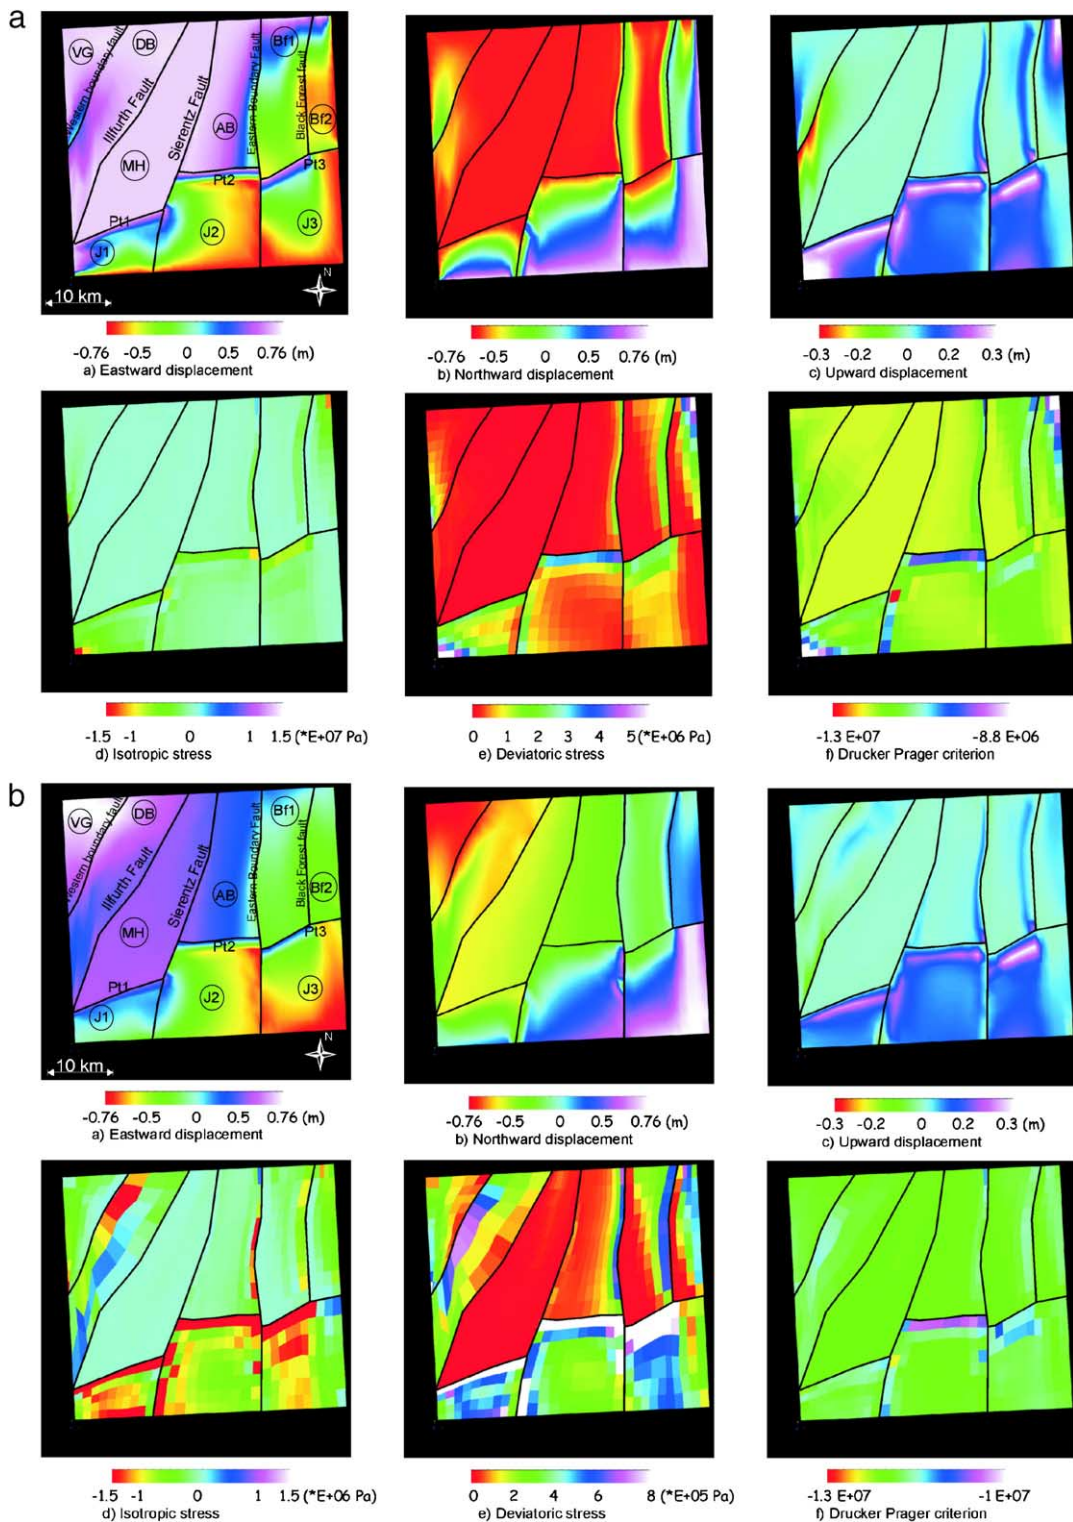 a
VG
DB
Western boundary fault
Illfurth Fault
Sierentz Fault
Eastern Boundary Fault
Black Forest fault
Bf1
Bf2
AB
MH
Pt1
Pt2
Pt3
J1
J2
J3
N
10 km
-0.76 -0.5 0 0.5 0.76 (m)
a) Eastward displacement
-0.76 -0.5 0 0.5 0.76 (m)
b) Northward displacement
-0.3 -0.2 0 0.2 0.3 (m)
c) Upward displacement
-1.5 -1 0 1 1.5 (*E+07 Pa)
d) Isotropic stress
0 1 2 3 4 5 (*E+06 Pa)
e) Deviatoric stress
-1.3 E+07 -8.8 E+06
f) Drucker Prager criterion
b
VG
DB
Western boundary fault
Illfurth Fault
Sierentz Fault
Eastern Boundary Fault
Black Forest fault
Bf1
Bf2
AB
MH
Pt1
Pt2
Pt3
J1
J2
J3
N
10 km
-0.76 -0.5 0 0.5 0.76 (m)
a) Eastward displacement
-0.76 -0.5 0 0.5 0.76 (m)
b) Northward displacement
-0.3 -0.2 0 0.2 0.3 (m)
c) Upward displacement
-1.5 -1 0 1 1.5 (*E+06 Pa)
d) Isotropic stress
0 2 4 6 8 (*E+05 Pa)
e) Deviatoric stress
-1.3 E+07 -1 E+07
f) Drucker Prager criterion